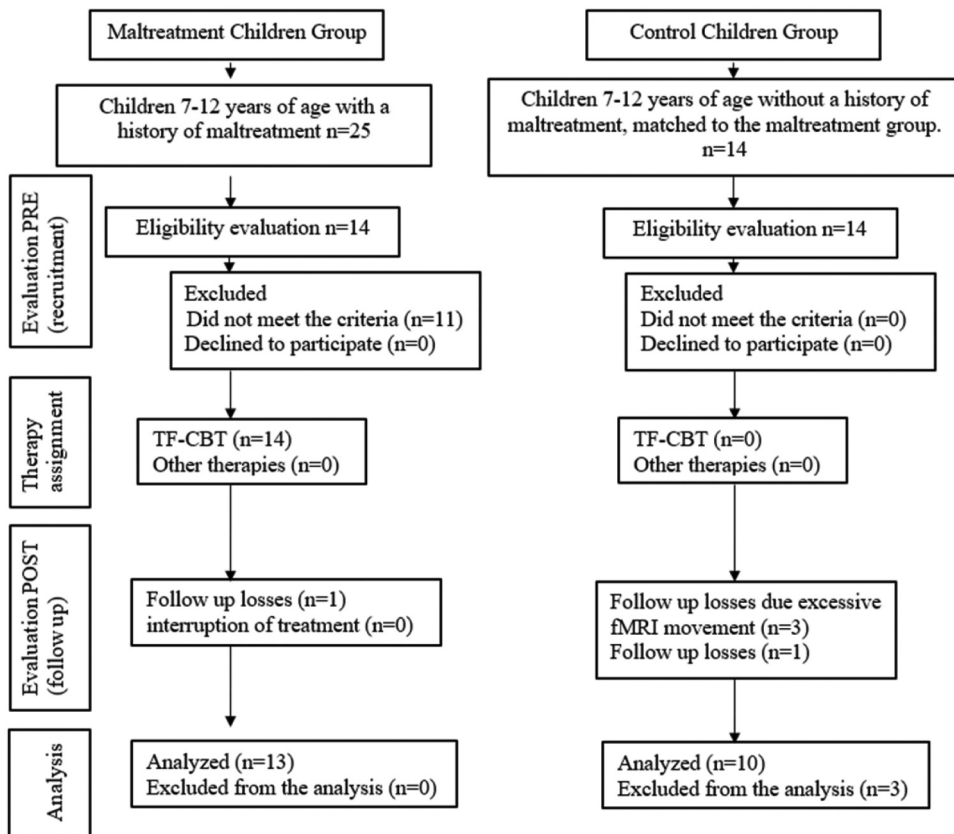 Maltreatment Children Group
Control Children Group
Children 7-12 years of age with a
history of maltreatment n=25
Children 7-12 years of age without a history of
maltreatment, matched to the maltreatment group.
n=14
Evaluation PRE
(recruitment)
Eligibility evaluation n=14
Eligibility evaluation n=14
Excluded
Did not meet the criteria (n=11)
Declined to participate (n=0)
Excluded
Did not meet the criteria (n=0)
Declined to participate (n=0)
Therapy
assignment
TF-CBT (n=14)
Other therapies (n=0)
TF-CBT (n=0)
Other therapies (n=0)
Evaluation POST
(follow up)
Follow up losses (n=1)
interruption of treatment (n=0)
Follow up losses due excessive
fMRI movement (n=3)
Follow up losses (n=1)
Analysis
Analyzed (n=13)
Excluded from the analysis (n=0)
Analyzed (n=10)
Excluded from the analysis (n=3)